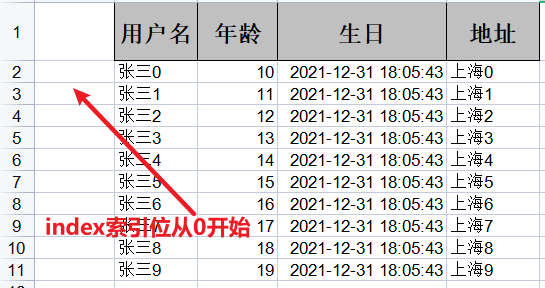 1 用户名 年龄 生日 地址
2 张三0 10 2021-12-31 18:05:43 上海0
3 张三1 11 2021-12-31 18:05:43 上海1
4 张三2 12 2021-12-31 18:05:43 上海2
5 张三3 13 2021-12-31 18:05:43 上海3
6 张三4 14 2021-12-31 18:05:43 上海4
7 张三5 15 2021-12-31 18:05:43 上海5
8 张三6 16 2021-12-31 18:05:43 上海6
9 index索引位从0开始 17 2021-12-31 18:05:43 上海7
10 张三8 18 2021-12-31 18:05:43 上海8
11 张三9 19 2021-12-31 18:05:43 上海9